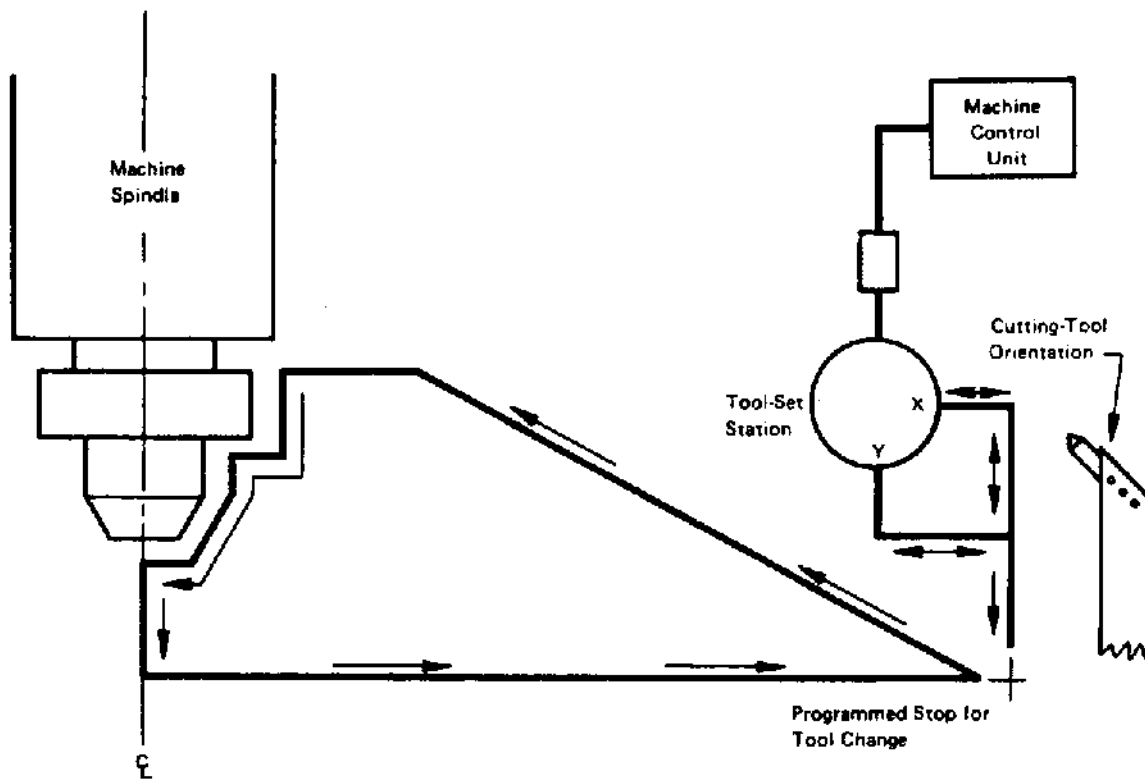 Machine
Spindle
Machine
Control
Unit
Cutting-Tool
Orientation
Tool-Set
Station
X
Y
Programmed Stop for
Tool Change
℄